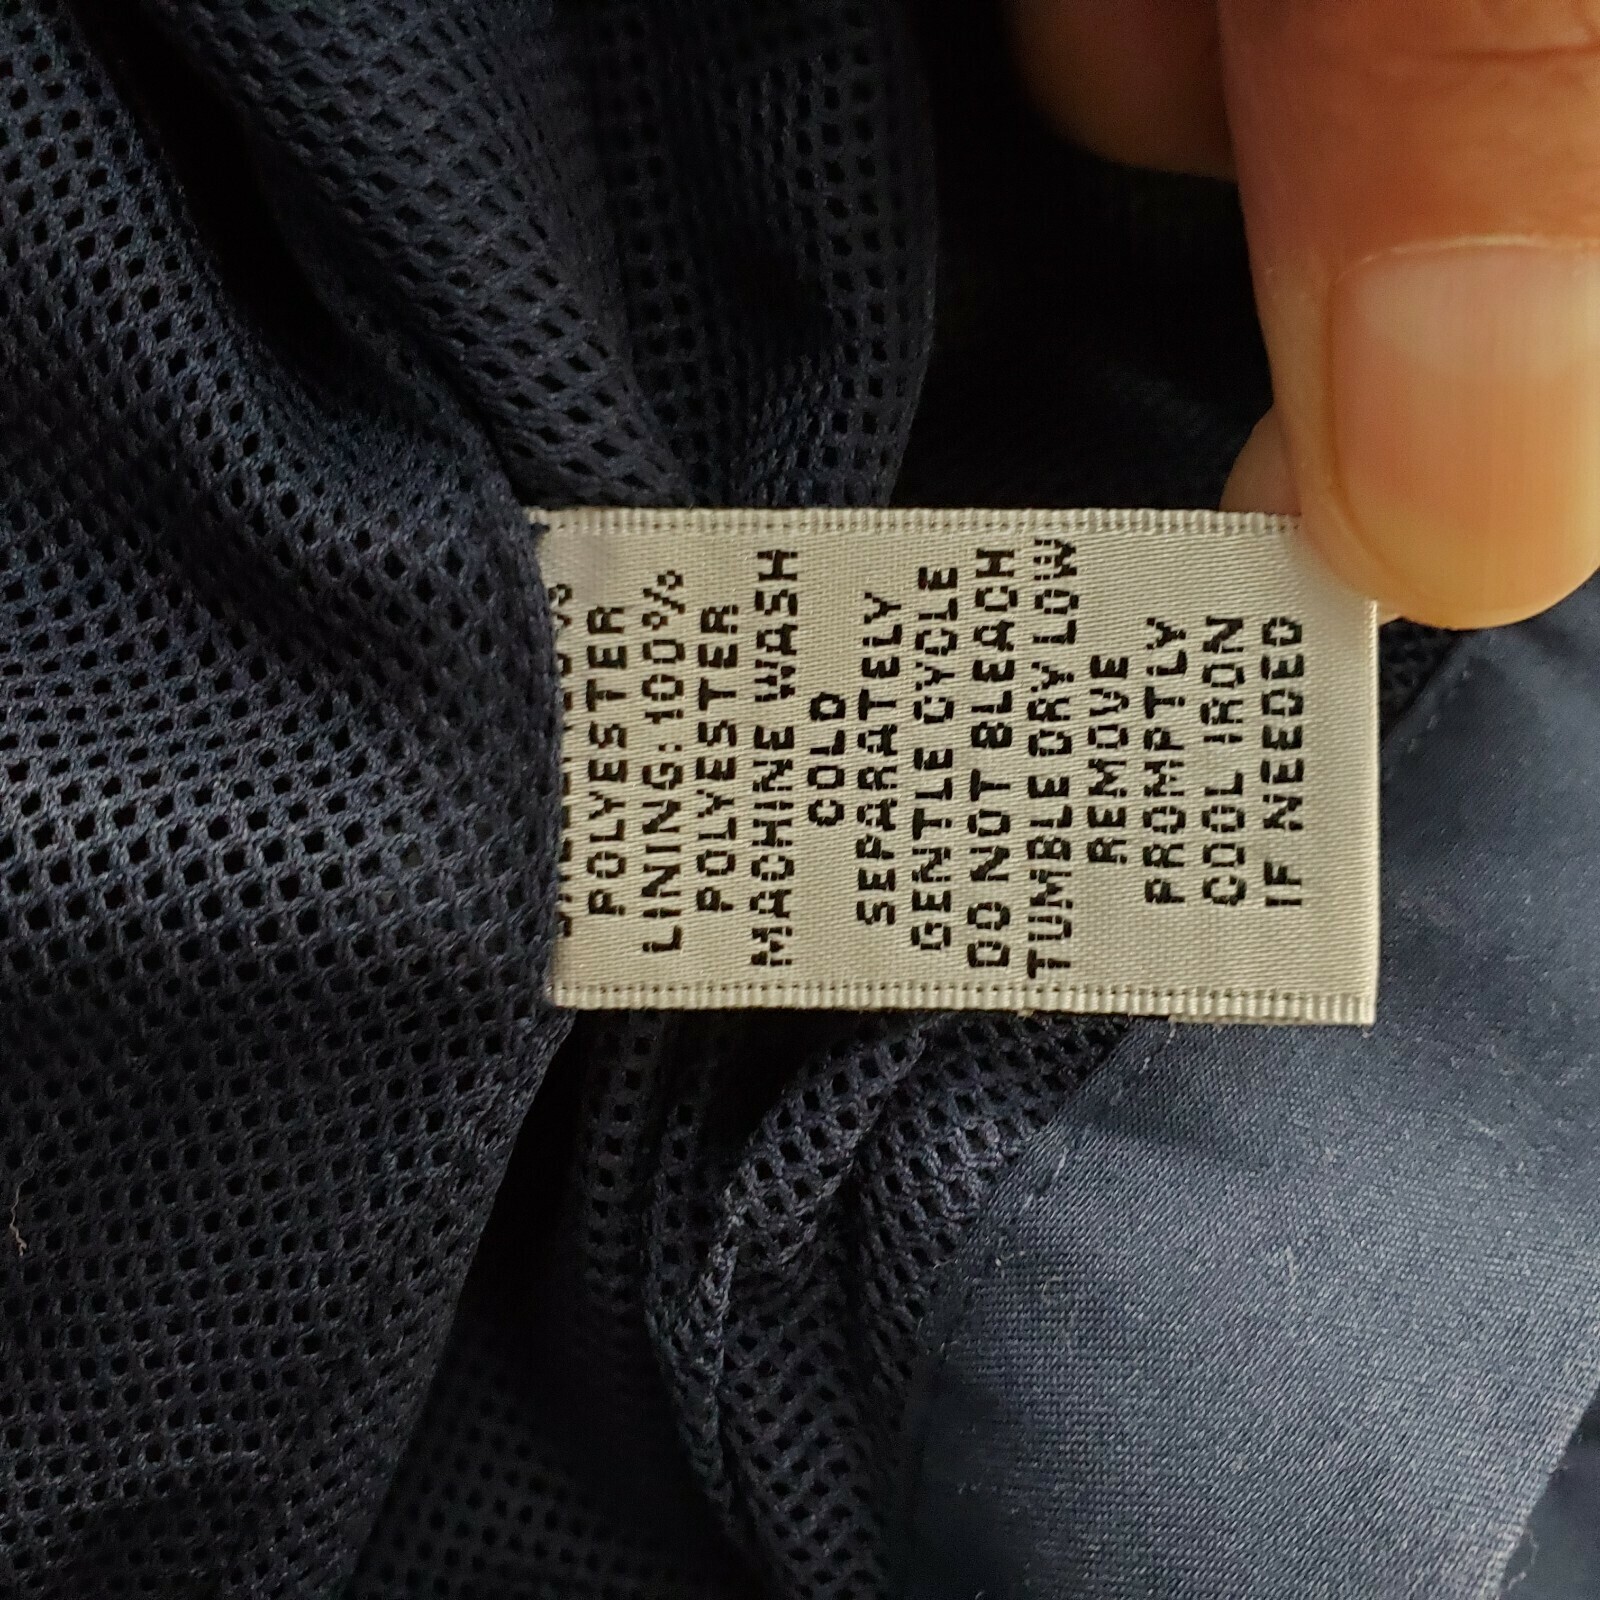 POLYESTER
LINING:100%
POLYESTER
MACHINE WASH
COLD
SEPARATELY
GENTLE CYCLE
DO NOT BLEACH
TUMBLE DRY LOW
REMOVE
PROMPTLY
COOL IRON
IF NEEDED